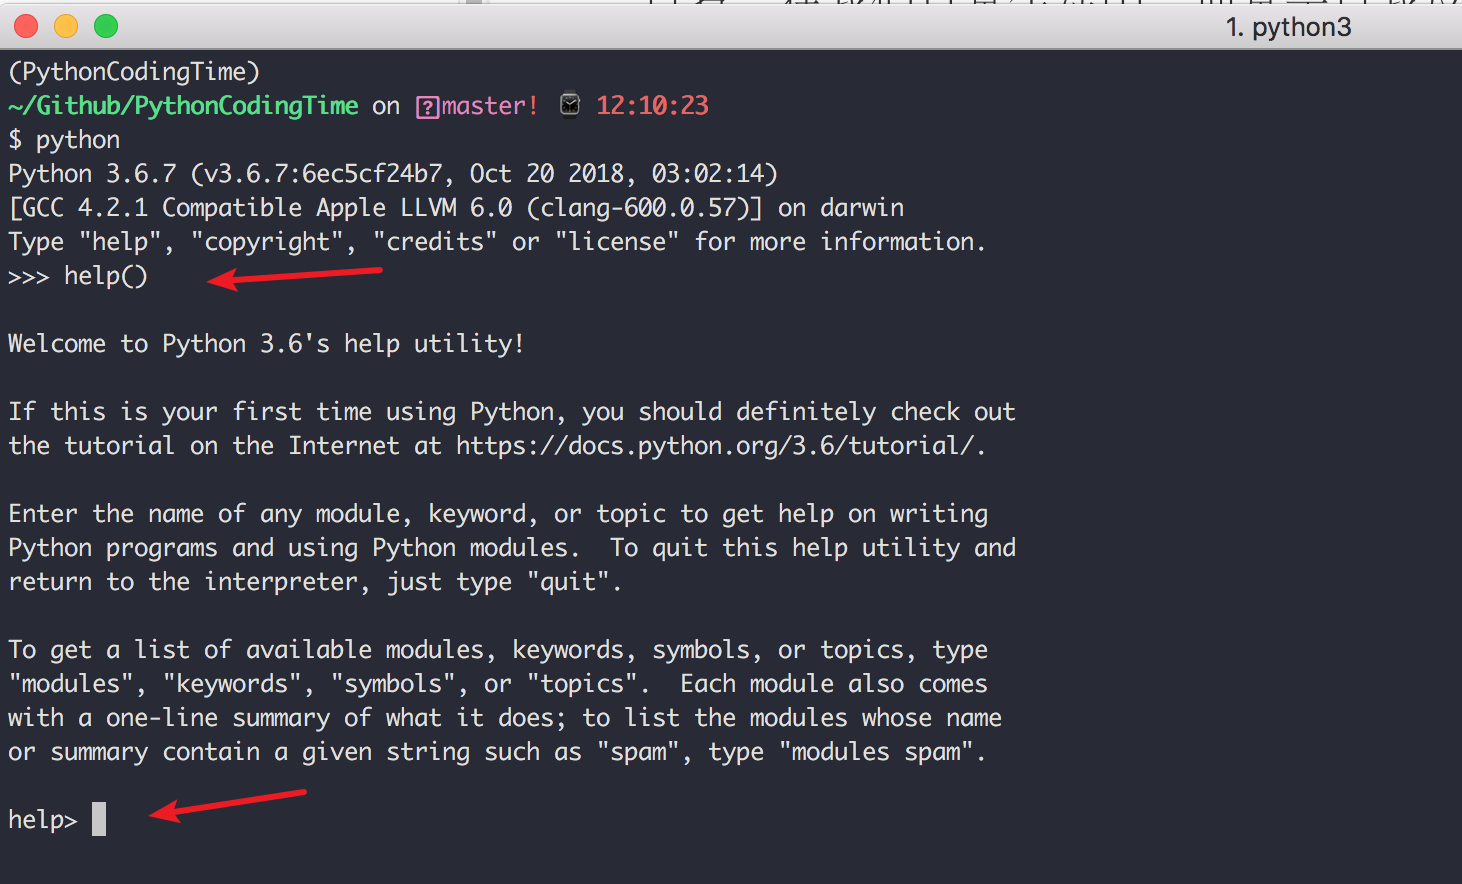 1. python3
(PythonCodingTime)
~/Github/PythonCodingTime on master! 12:10:23
$ python
Python 3.6.7 (v3.6.7:6ec5cf24b7, Oct 20 2018, 03:02:14)
[GCC 4.2.1 Compatible Apple LLVM 6.0 (clang-600.0.57)] on darwin
Type "help", "copyright", "credits" or "license" for more information.
>>> help()
Welcome to Python 3.6's help utility!
If this is your first time using Python, you should definitely check out
the tutorial on the Internet at https://docs.python.org/3.6/tutorial/.
Enter the name of any module, keyword, or topic to get help on writing
Python programs and using Python modules.  To quit this help utility and
return to the interpreter, just type "quit".
To get a list of available modules, keywords, symbols, or topics, type
"modules", "keywords", "symbols", or "topics".  Each module also comes
with a one-line summary of what it does; to list the modules whose name
or summary contain a given string such as "spam", type "modules spam".
help>